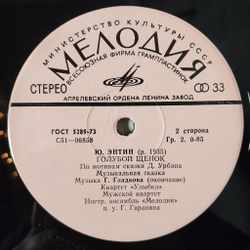 МИНИСТЕРСТВО КУЛЬТУРЫ СССР
МЕЛОДИЯ
ВСЕСОЮЗНАЯ ФИРМА ГРАМПЛАСТИНОК
СТЕРЕО
33
АПРЕЛЕВСКИЙ ОРДЕНА ЛЕНИНА ЗАВОД
ГОСТ 5289-73
2 сторона
С51—06858
Гр. 2. 0-85
Ю. ЭНТИН (р. 1935)
ГОЛУБОЙ ЩЕНОК
По мотивам сказки Д. Урбана
Музыкальная сказка
Музыка Г. Гладкова (окончание)
Квартет «Улыбка»
Мужской квартет
Инстр. ансамбль «Мелодия»
п. у. Г. Гараняна